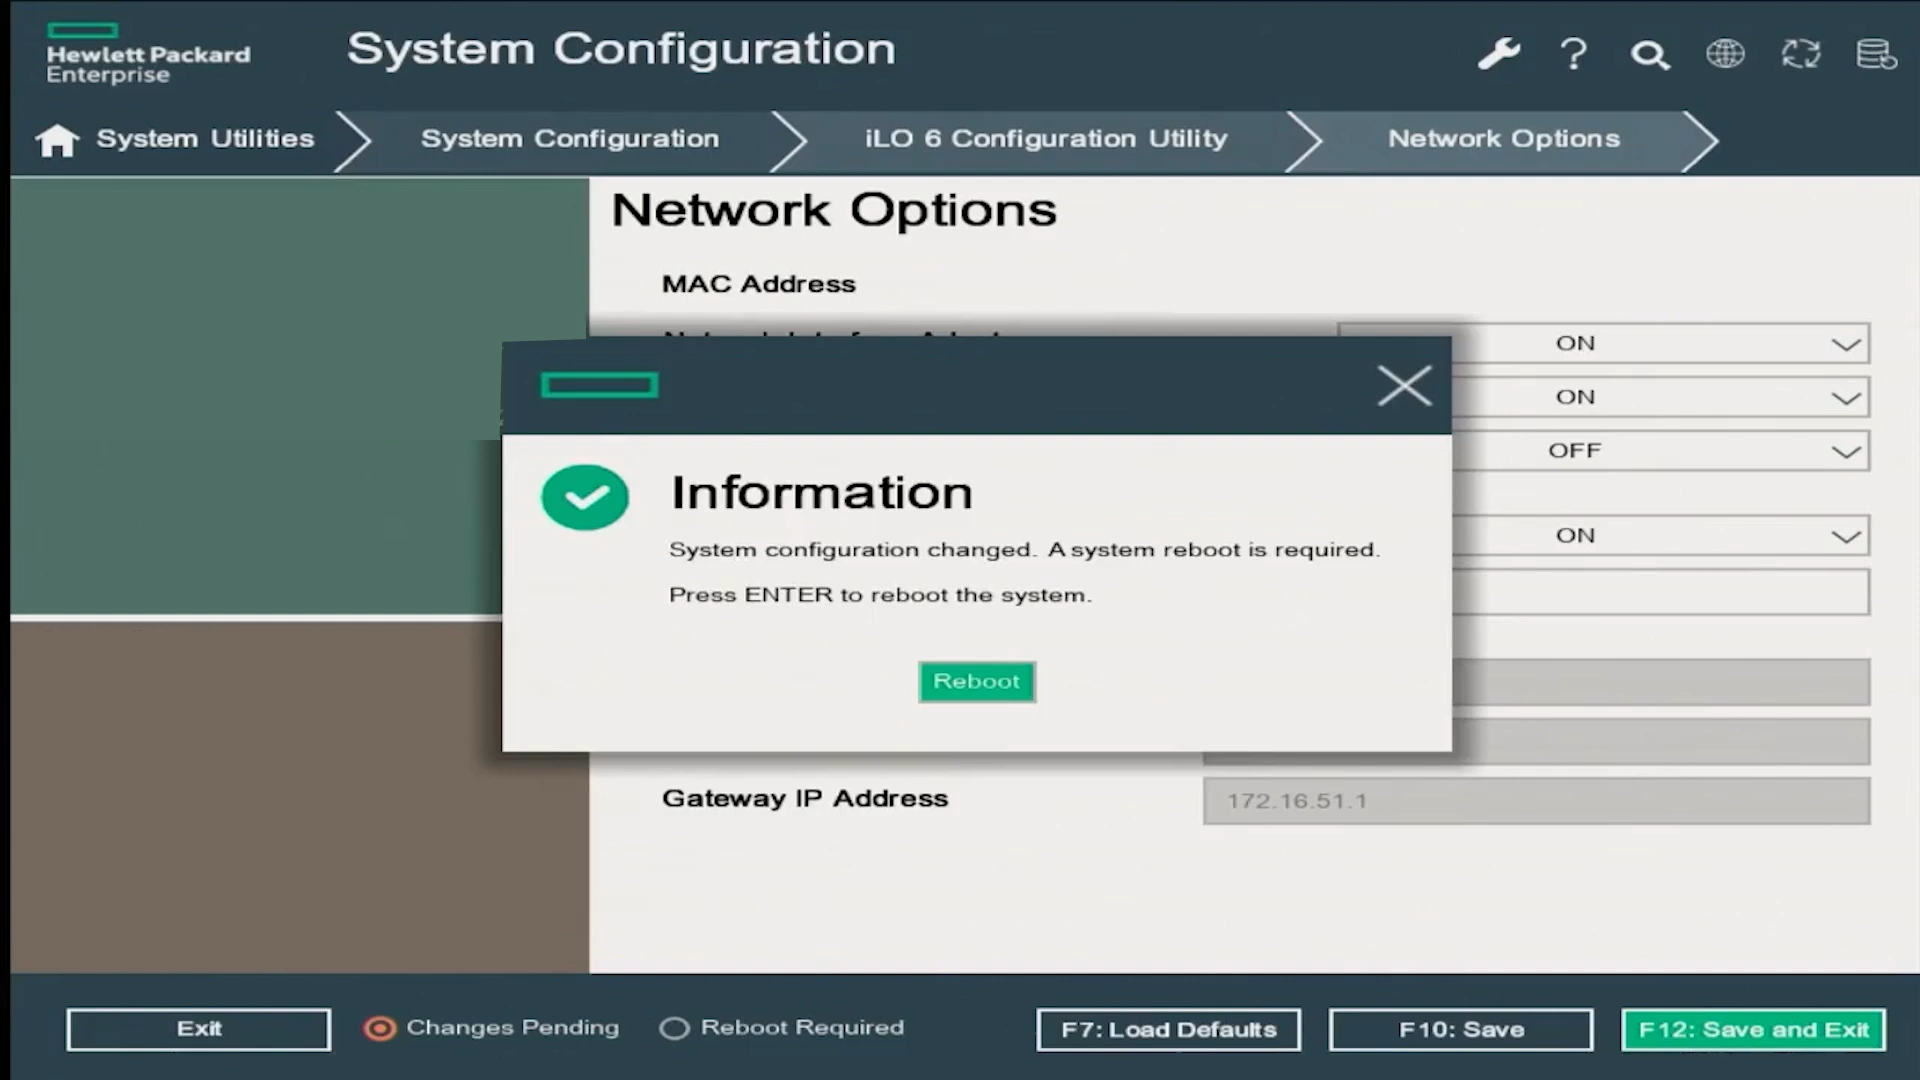 Hewlett Packard
Enterprise
System Configuration
System Utilities
System Configuration
iLO 6 Configuration Utility
Network Options
Network Options
MAC Address
ON
ON
OFF
ON
Information
System configuration changed. A system reboot is required.
Press ENTER to reboot the system.
Reboot
Gateway IP Address
172.16.51.1
Exit
Changes Pending
Reboot Required
F7: Load Defaults
F10: Save
F12: Save and Exit